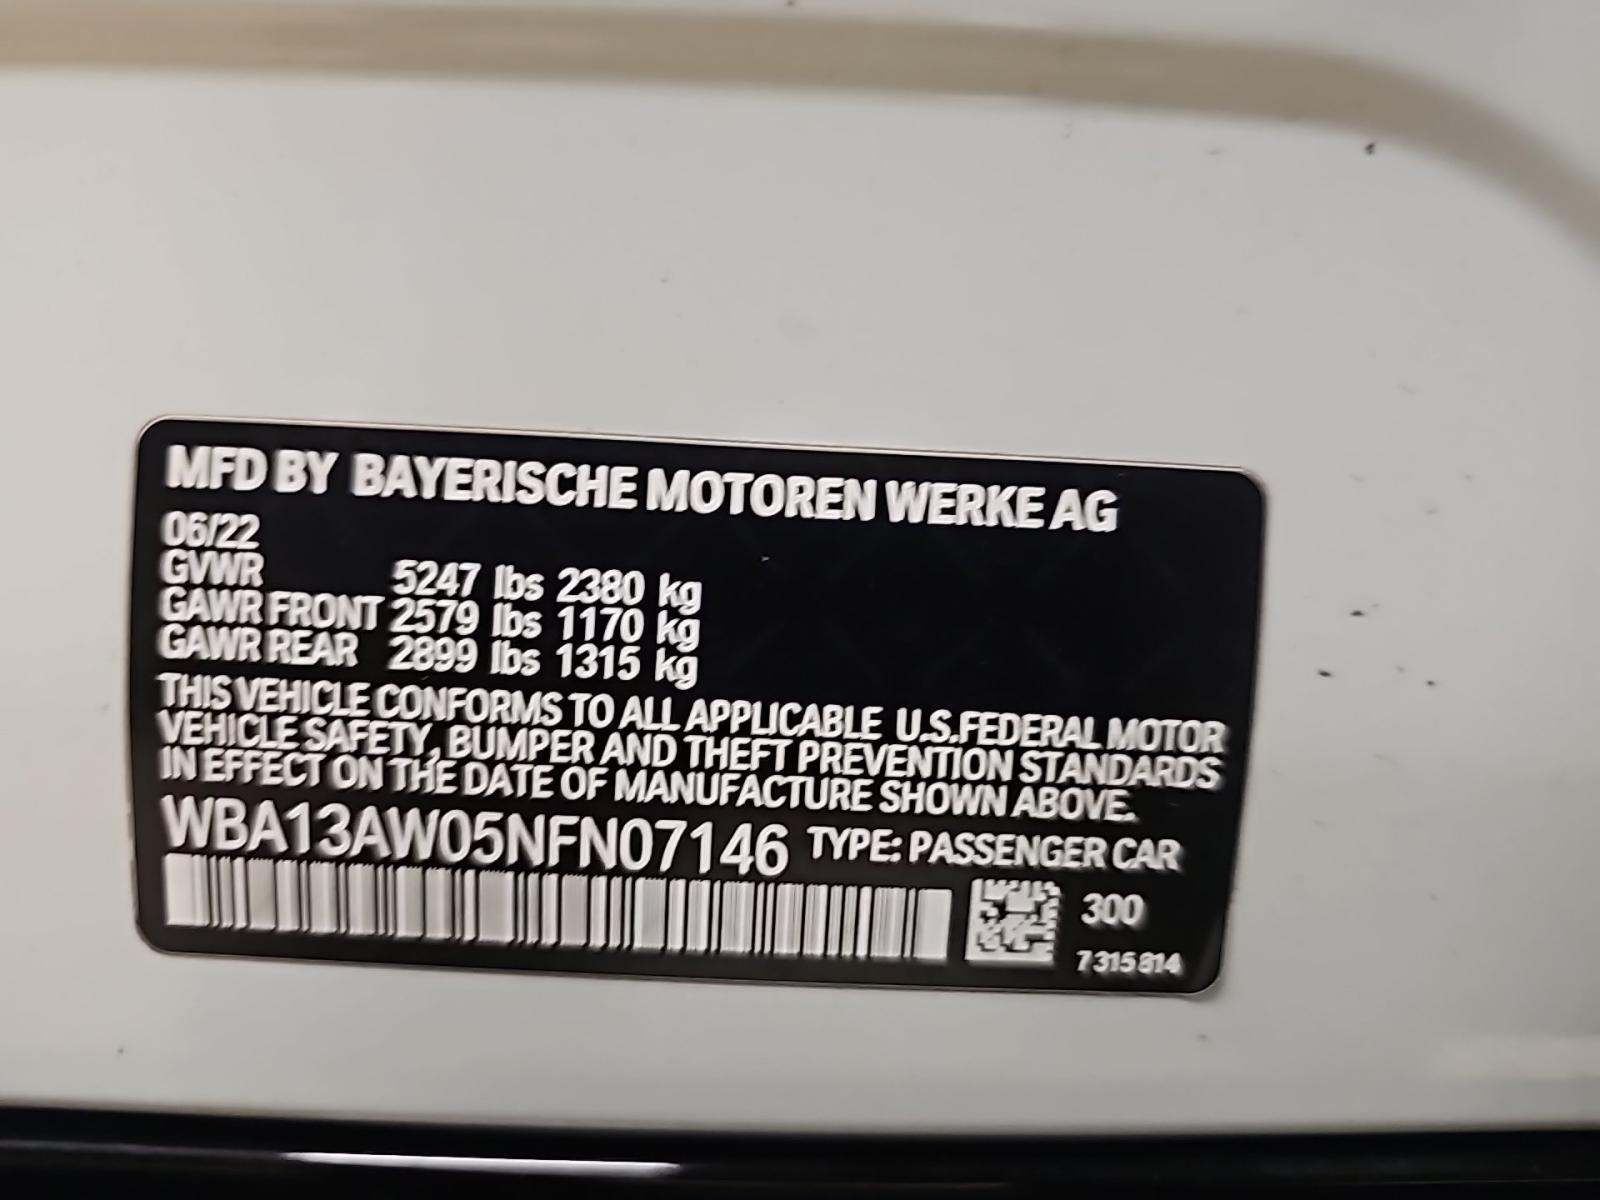 MFD BY BAYERISCHE MOTOREN WERKE AG
06/22
GVWR 5247 lbs 2380 kg
GAWR FRONT 2579 lbs 1170 kg
GAWR REAR 2899 lbs 1315 kg
THIS VEHICLE CONFORMS TO ALL APPLICABLE U.S.FEDERAL MOTOR
VEHICLE SAFETY, BUMPER AND THEFT PREVENTION STANDARDS
IN EFFECT ON THE DATE OF MANUFACTURE SHOWN ABOVE.
WBA13AW05NFN07146 TYPE: PASSENGER CAR
300
7315814